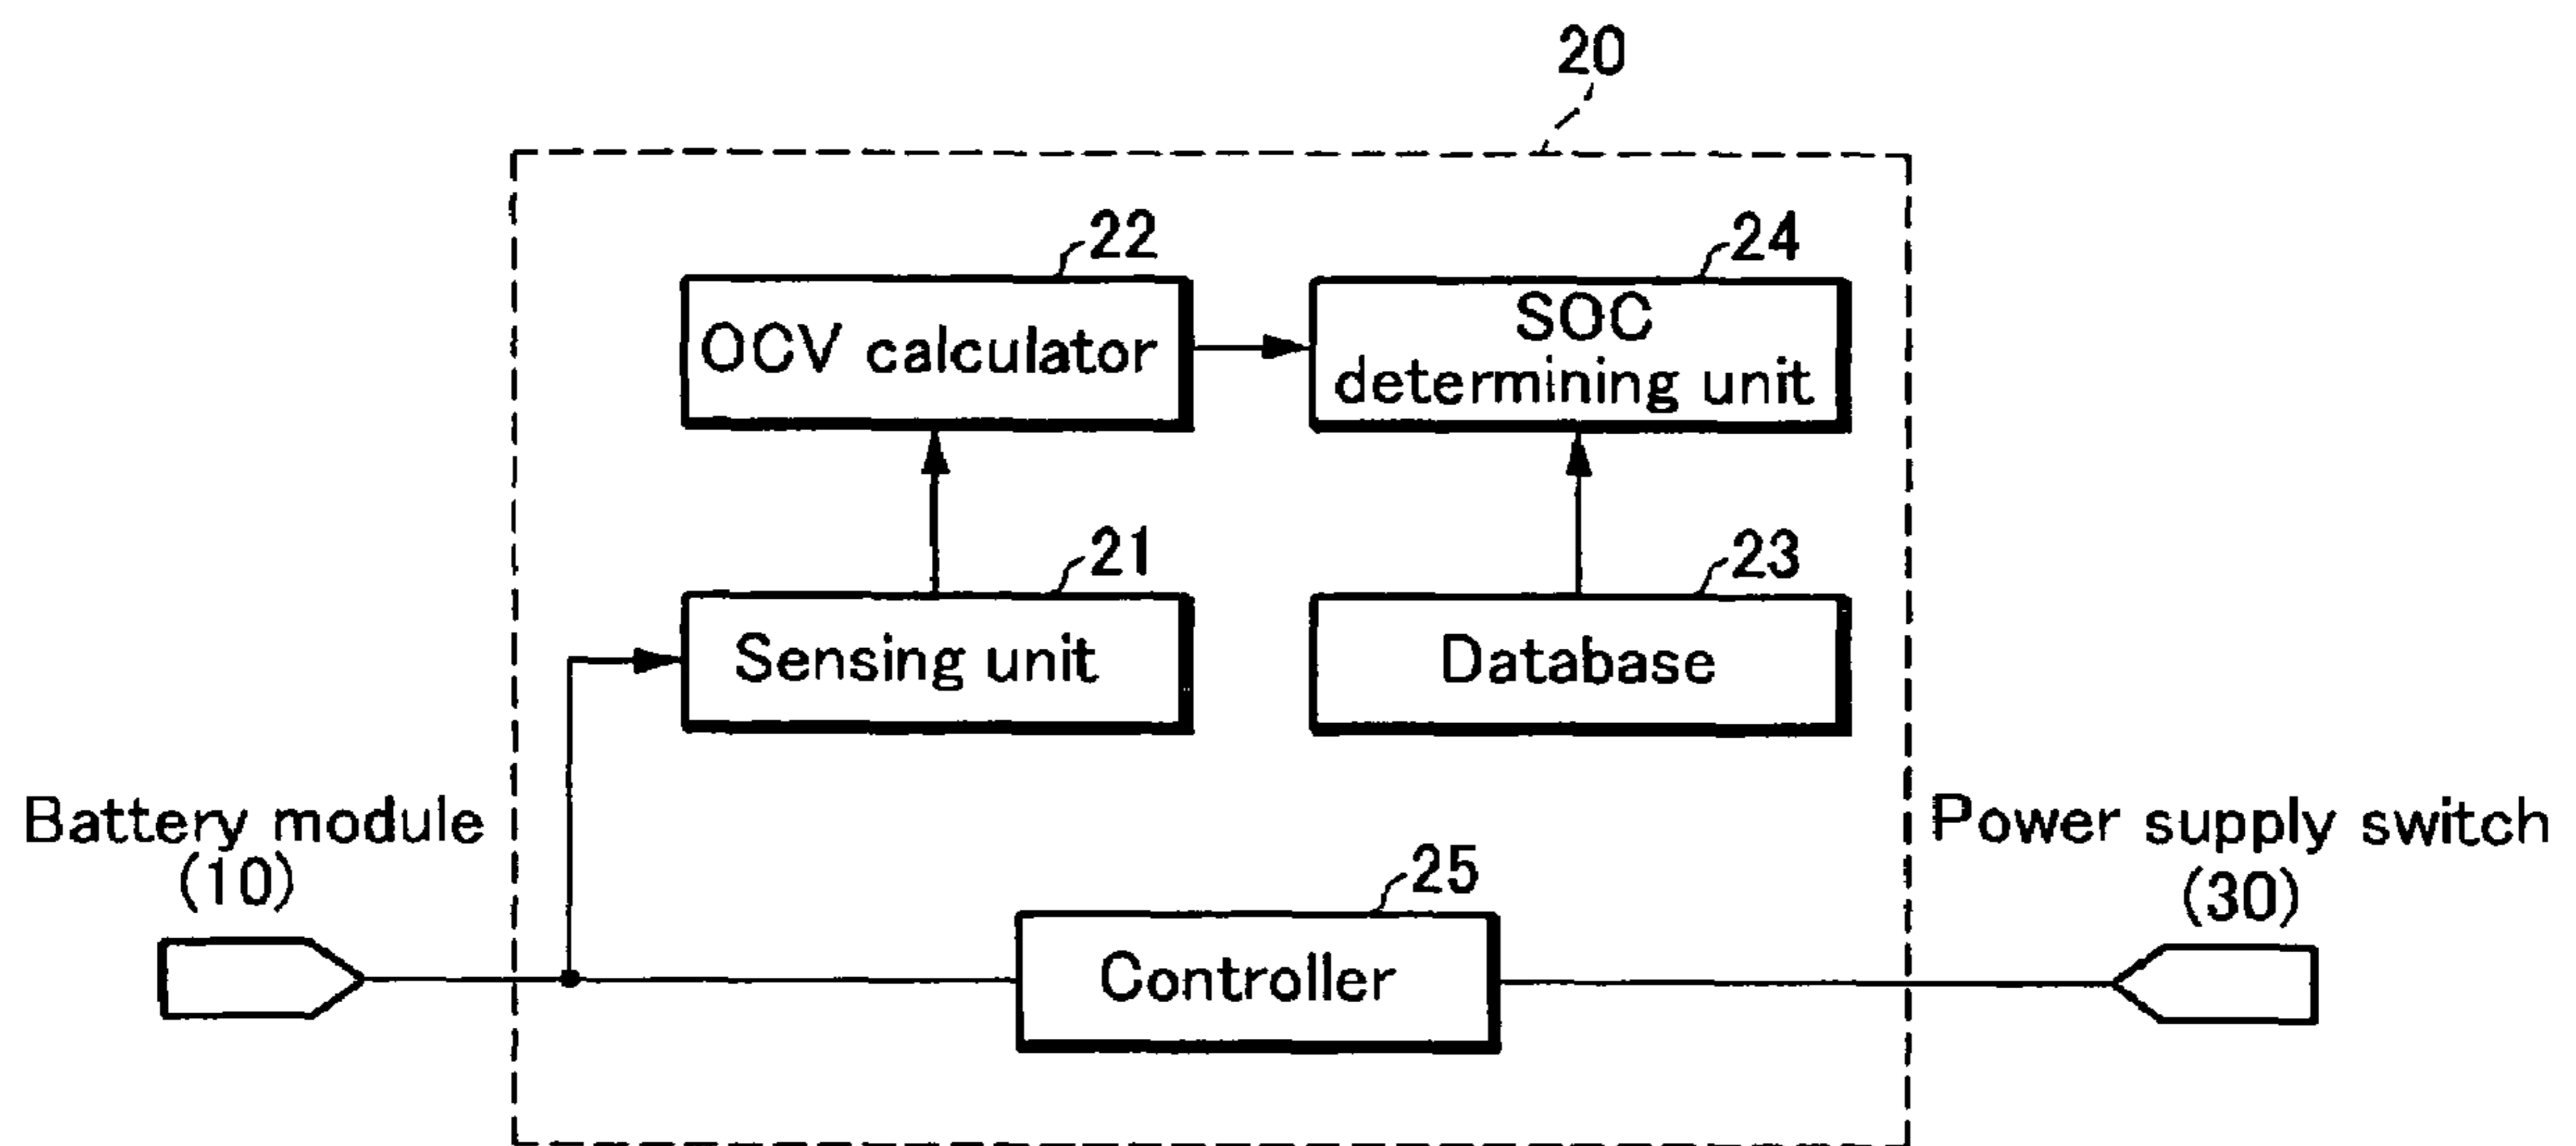 20
22
24
OCV calculator
SOC
determining unit
21
23
Sensing unit
Database
Battery module
(10)
Power supply switch
(30)
25
Controller